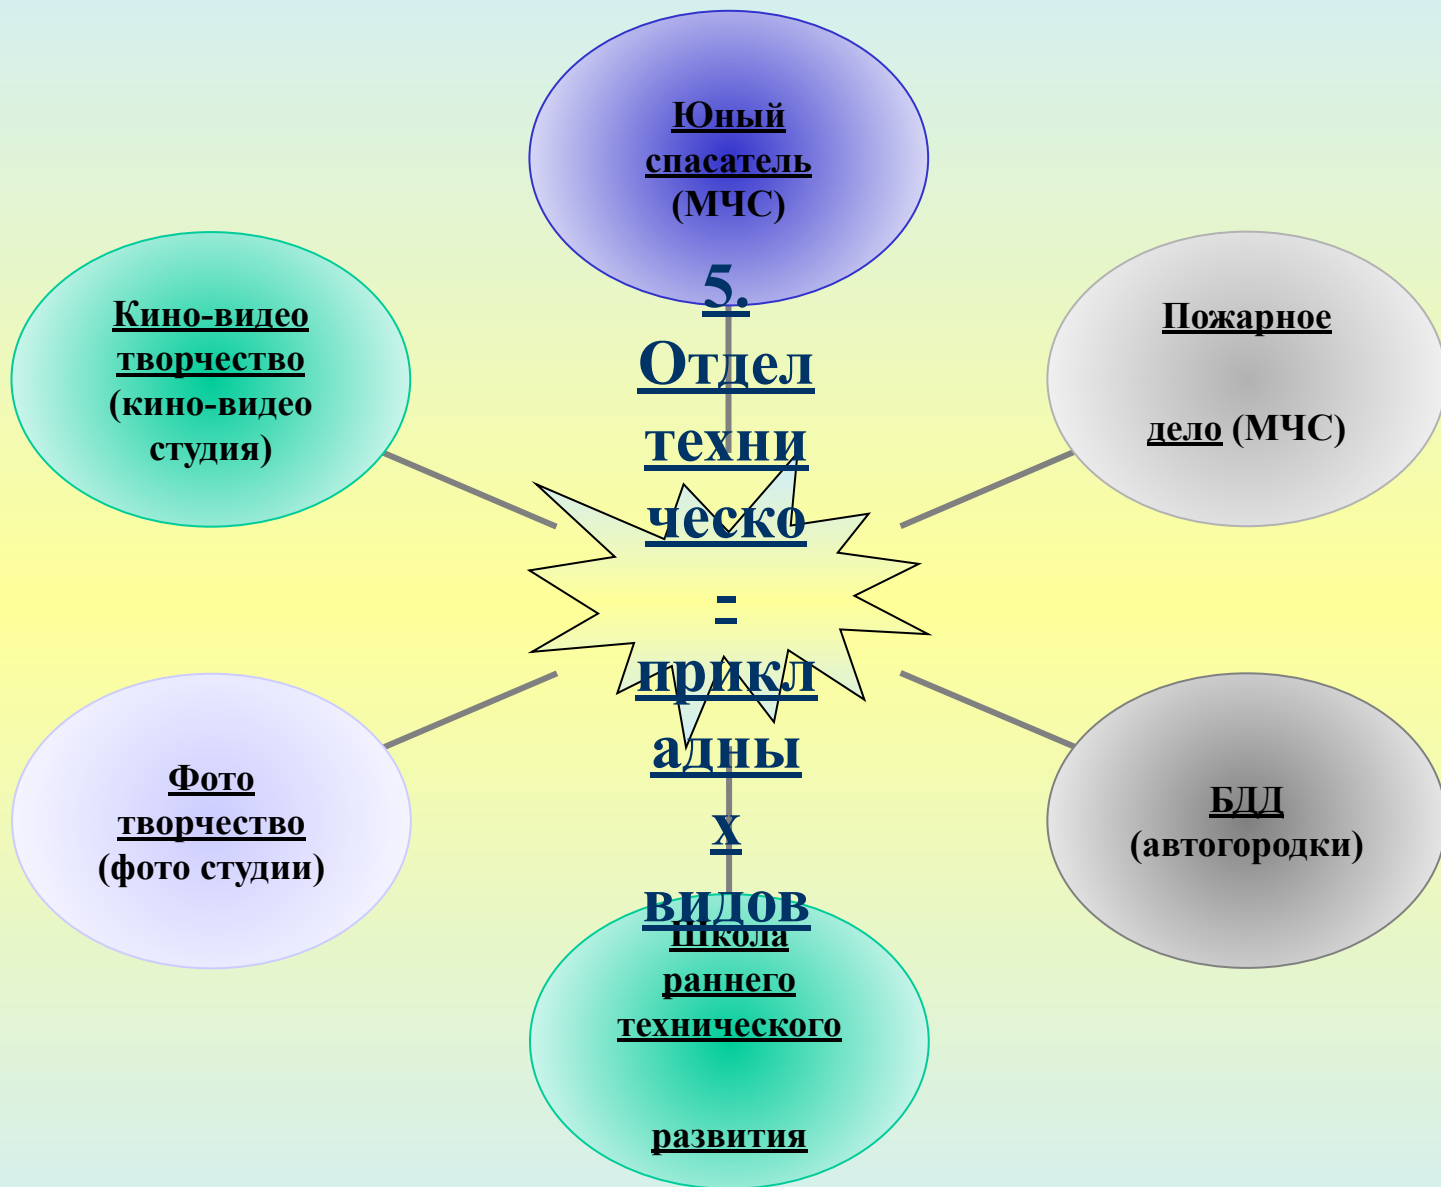 Юный
спасатель
(МЧС)
Кино-видео
творчество
(кино-видео
студия)
Пожарное
дело (МЧС)
5.
Отдел
техни
ческо
-
прикл
адны
х
видов
Фото
творчество
(фото студии)
БДД
(автогородки)
Школа
раннего
технического
развития